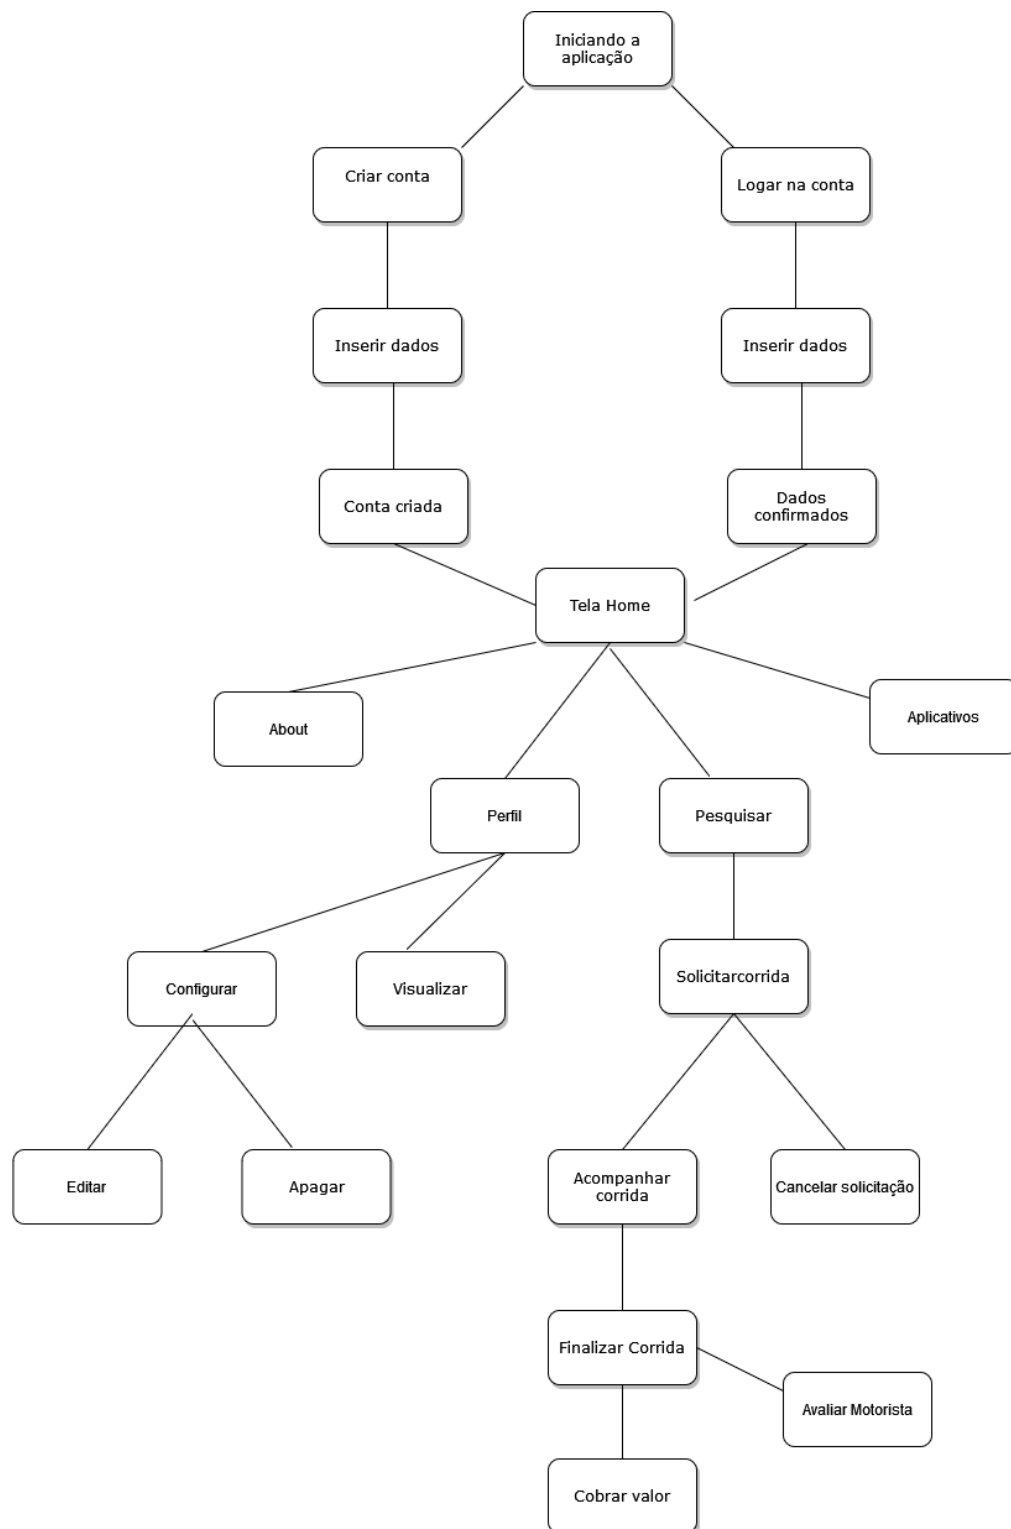 Iniciando a
aplicação
Criar conta
Logar na conta
Inserir dados
Inserir dados
Conta criada
Dados
confirmados
Tela Home
About
Aplicativos
Perfil
Pesquisar
Configurar
Visualizar
Solicitarcorrida
Editar
Apagar
Acompanhar
corrida
Cancelar solicitação
Finalizar Corrida
Avaliar Motorista
Cobrar valor